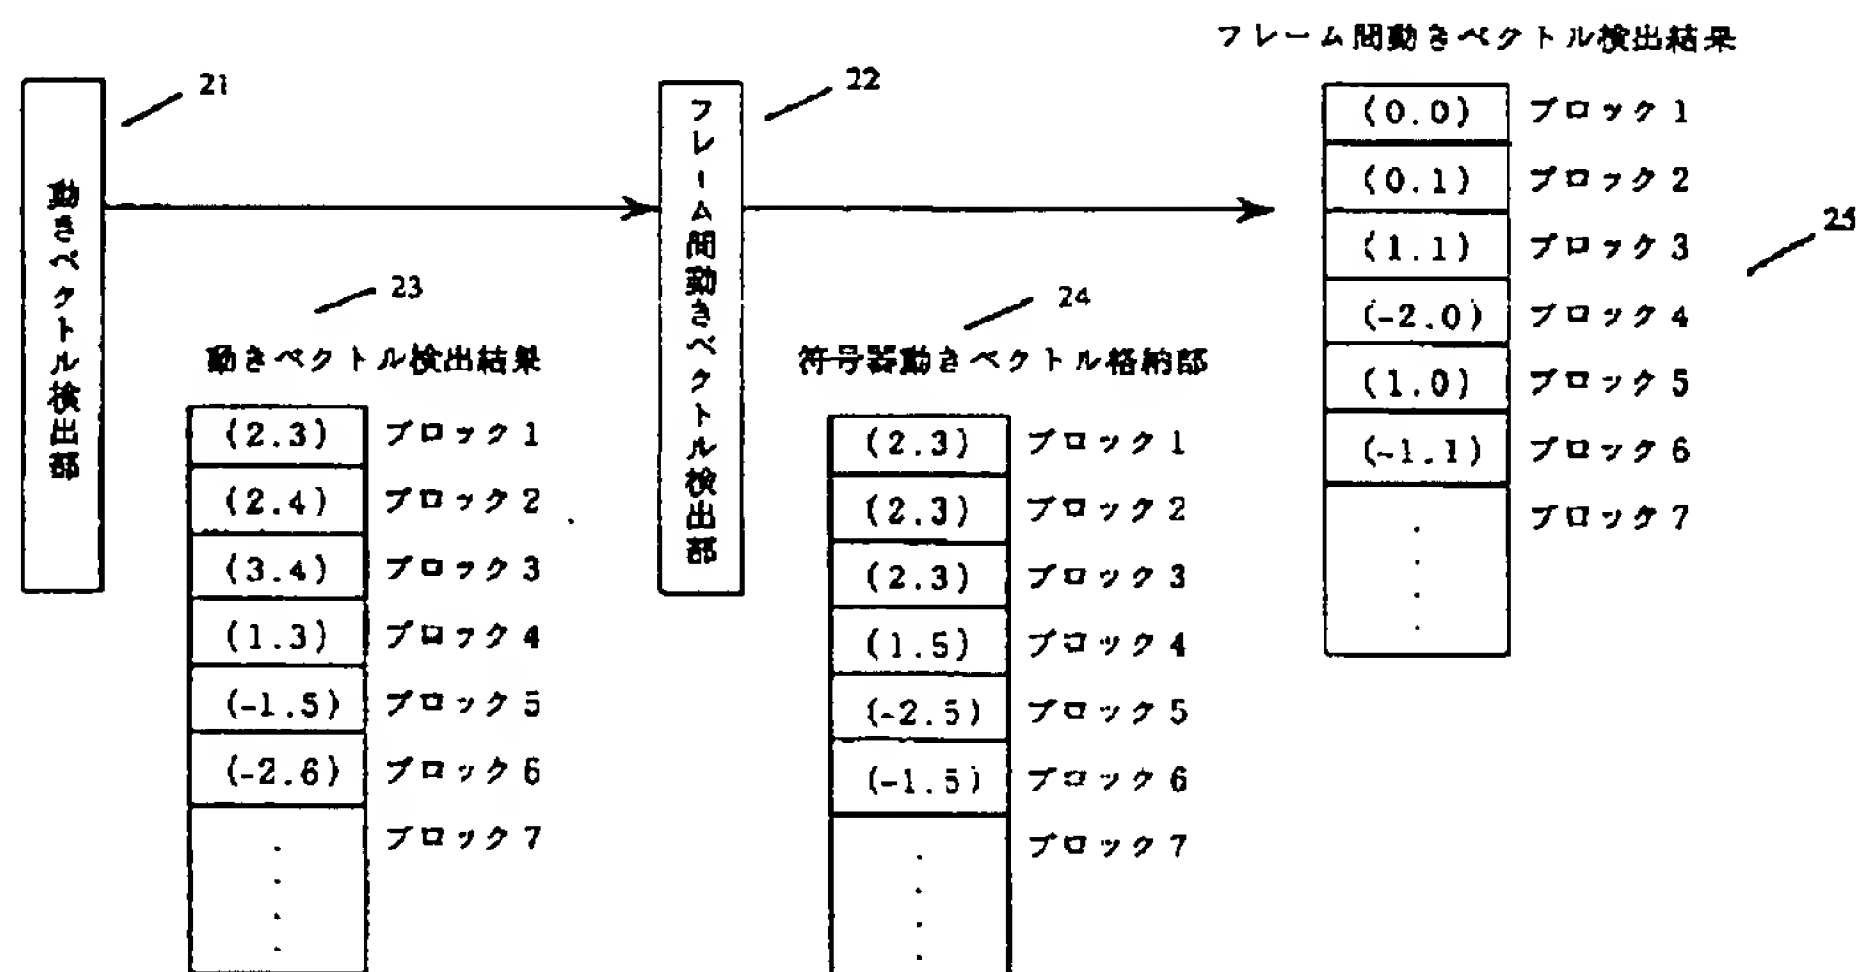 フレーム間動きベクトル検出結果
21
動きベクトル検出部
22
フレーム間動きベクトル検出部
(0.0) ブロック1
(0.1) ブロック2
(1.1) ブロック3
(-2.0) ブロック4
(1.0) ブロック5
(-1.1) ブロック6
ブロック7
25
23
動きベクトル検出結果
(2.3) ブロック1
(2.4) ブロック2
(3.4) ブロック3
(1.3) ブロック4
(-1.5) ブロック5
(-2.6) ブロック6
ブロック7
24
符号器動きベクトル格納部
(2.3) ブロック1
(2.3) ブロック2
(2.3) ブロック3
(1.5) ブロック4
(-2.5) ブロック5
(-1.5) ブロック6
ブロック7